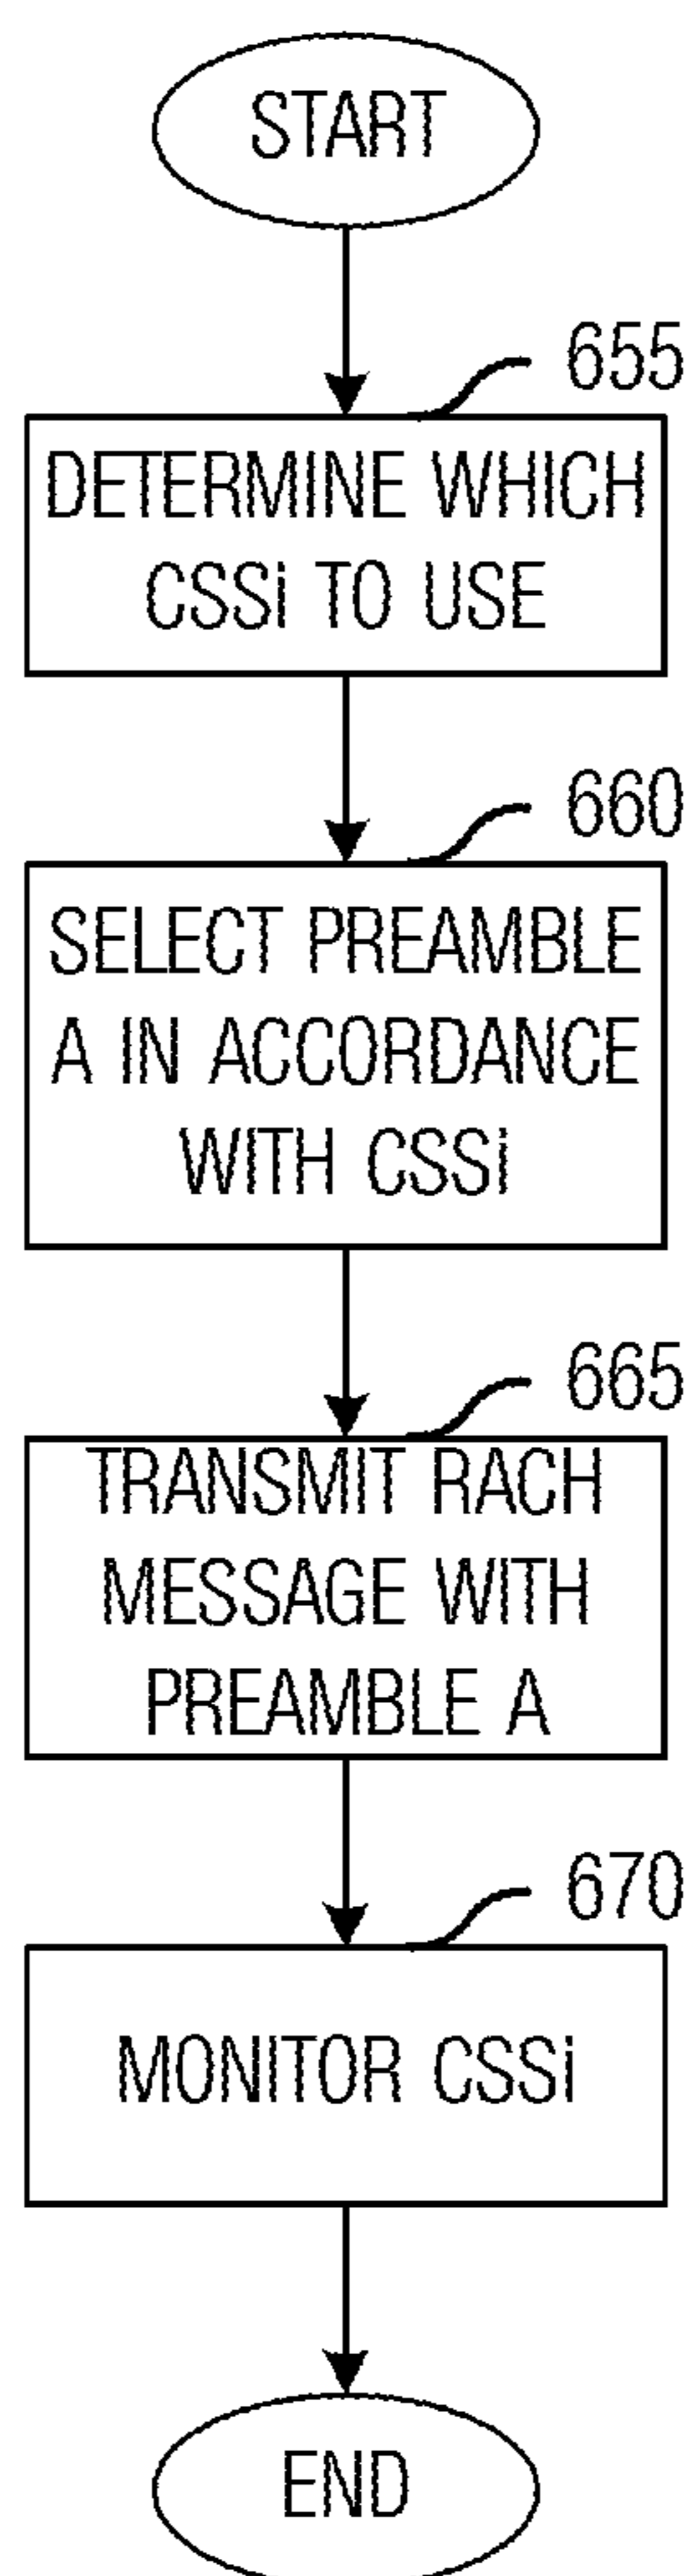 START
655
DETERMINE WHICH
CSSi TO USE
660
SELECT PREAMBLE
A IN ACCORDANCE
WITH CSSi
665
TRANSMIT RACH
MESSAGE WITH
PREAMBLE A
670
MONITOR CSSi
END